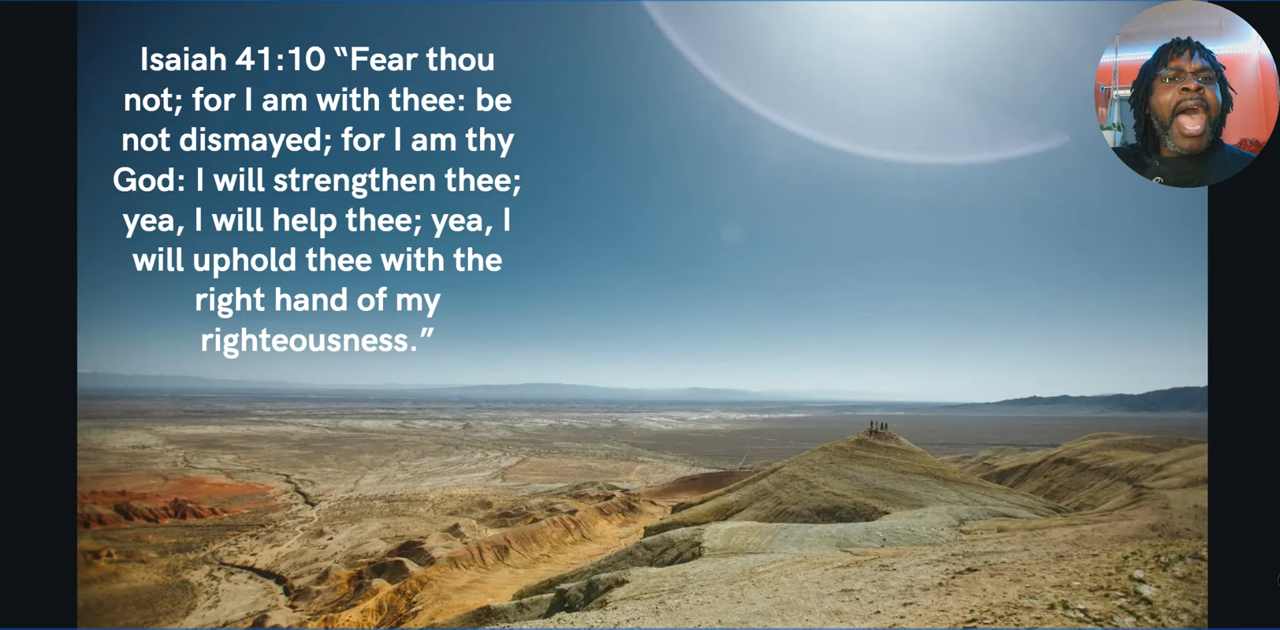 Isaiah 41:10 “Fear thou
not; for I am with thee: be
not dismayed; for I am thy
God: I will strengthen thee;
yea, I will help thee; yea, I
will uphold thee with the
right hand of my
righteousness.”